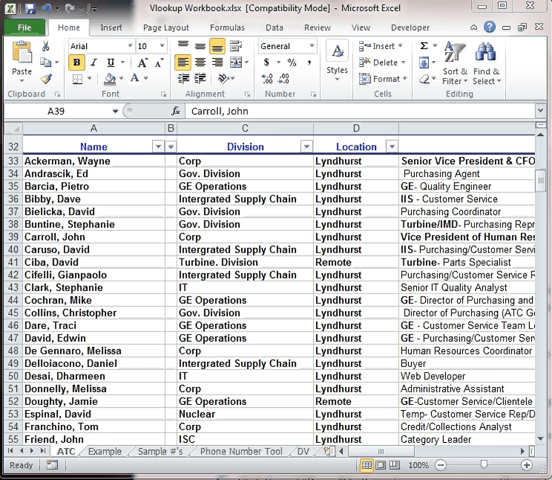 Vlookup Workbook.xlsx [Compatibility Mode] - Microsoft Excel
File Home Insert Page Layout Formulas Data Review View Developer
Paste
Clipboard
Arial 10
B I U
Font
Alignment
General
$ % ,
Number
Styles
Insert
Delete
Format
Cells
Sort & Filter
Find & Select
Editing
A39 fx Carroll, John
A B C D
32 Name Division Location
33 Ackerman, Wayne Corp Lyndhurst Senior Vice President & CFO
34 Andrascik, Ed Gov. Division Lyndhurst Purchasing Agent
35 Barcia, Pietro GE Operations Lyndhurst GE- Quality Engineer
36 Bibby, Dave Intergrated Supply Chain Lyndhurst IIS - Customer Service
37 Bielicka, David Gov. Division Lyndhurst Purchasing Coordinator
38 Buntine, Stephanie Gov. Division Lyndhurst Turbine/IMD- Purchasing Repr
39 Carroll, John Corp Lyndhurst Vice President of Human Res
40 Caruso, David Intergrated Supply Chain Lyndhurst IIS- Purchasing/Customer Se
41 Ciba, David Turbine. Division Remote Turbine- Parts Specialist
42 Cifelli, Gianpaolo Intergrated Supply Chain Lyndhurst Purchasing/Customer Service R
43 Clark, Stephanie IT Lyndhurst Senior IT Quality Analyst
44 Cochran, Mike GE Operations Lyndhurst GE- Director of Purchasing and
45 Collins, Christopher Gov. Division Lyndhurst Director of Purchasing (ATC Go
46 Dare, Traci GE Operations Lyndhurst GE - Customer Service Team L
47 David, Edwin GE Operations Lyndhurst GE - Purchasing/Customer Ser
48 De Gennaro, Melissa Corp Lyndhurst Human Resources Coordinator
49 Delloiacono, Daniel Intergrated Supply Chain Lyndhurst Buyer
50 Desai, Dharmeen IT Lyndhurst Web Developer
51 Donnelly, Melissa Corp Lyndhurst Administrative Assistant
52 Doughty, Jamie GE Operations Remote GE-Customer Service/Clientele
53 Espinal, David Nuclear Lyndhurst Temp- Customer Service Rep/D
54 Franchino, Tom Corp Lyndhurst Credit/Collections Analyst
55 Friend, John ISC Lyndhurst Category Leader
ATC Example Sample #'s Phone Number Tool DV
Ready 100%